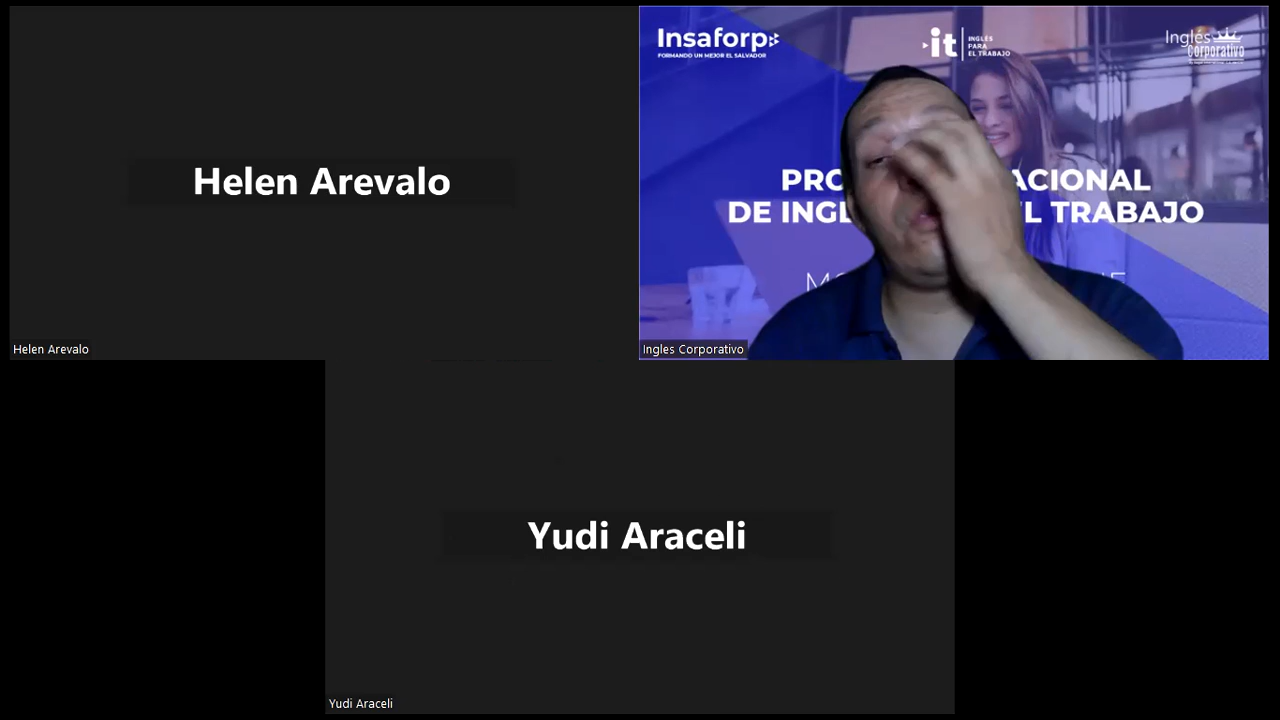 Helen Arevalo
Helen Arevalo
Insaforp
FORMANDO UN MEJOR EL SALVADOR
it
INGLÉS
PARA
EL TRABAJO
Inglés
Corporativo
ACIONAL
DE INGL L TRABAJO
Ingles Corporativo
Yudi Araceli
Yudi Araceli